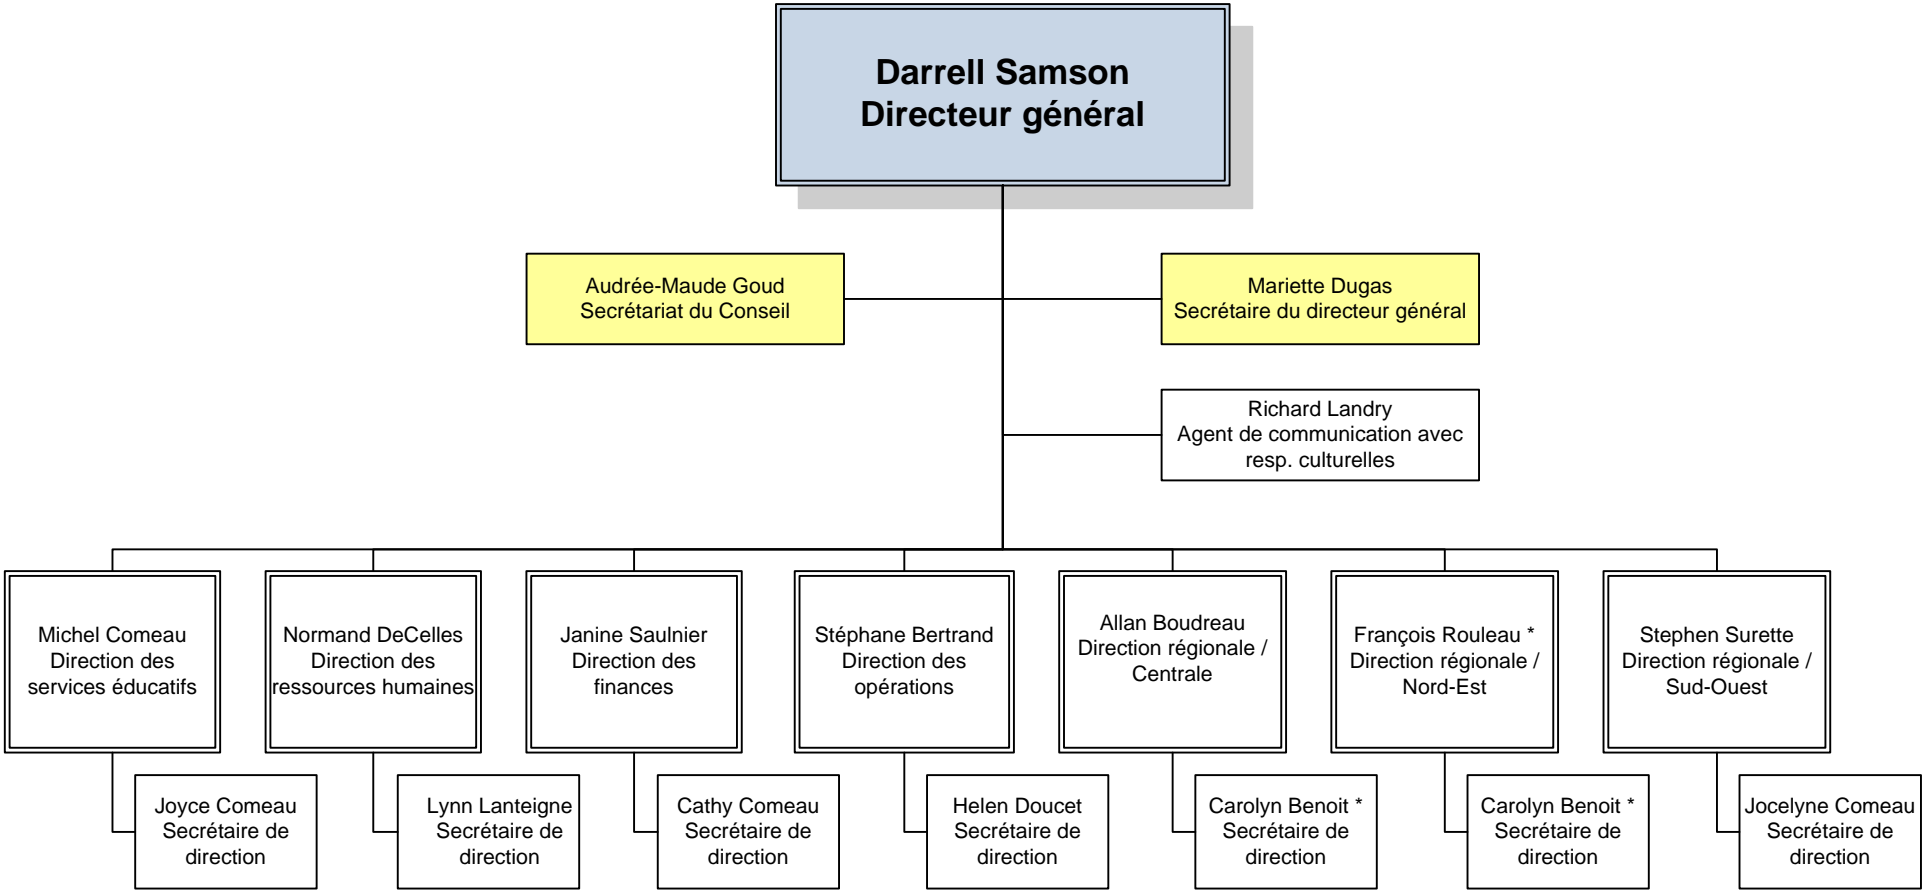 Darrell Samson
Directeur général
Audrée-Maude Goud
Secrétariat du Conseil
Mariette Dugas
Secrétaire du directeur général
Richard Landry
Agent de communication avec
resp. culturelles
Michel Comeau
Direction des
services éducatifs
Normand DeCelles
Direction des
ressources humaines
Janine Saulnier
Direction des
finances
Stéphane Bertrand
Direction des
opérations
Allan Boudreau
Direction régionale /
Centrale
François Rouleau *
Direction régionale /
Nord-Est
Stephen Surette
Direction régionale /
Sud-Ouest
Joyce Comeau
Secrétaire de
direction
Lynn Lanteigne
Secrétaire de
direction
Cathy Comeau
Secrétaire de
direction
Helen Doucet
Secrétaire de
direction
Carolyn Benoit *
Secrétaire de
direction
Carolyn Benoit *
Secrétaire de
direction
Jocelyne Comeau
Secrétaire de
direction